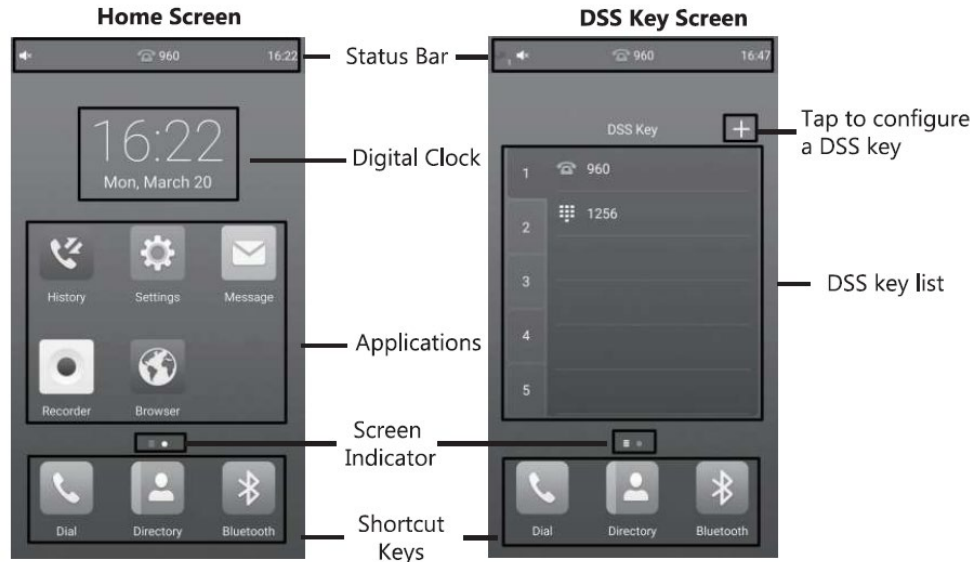 Home Screen
DSS Key Screen
960
16:22
Status Bar
960
16:47
16:22
Mon, March 20
Digital Clock
DSS Key
Tap to configure
a DSS key
1
960
2
1256
3
4
5
DSS key list
History
Settings
Message
Recorder
Browser
Applications
Screen
Indicator
Dial
Directory
Bluetooth
Shortcut
Keys
Dial
Directory
Bluetooth